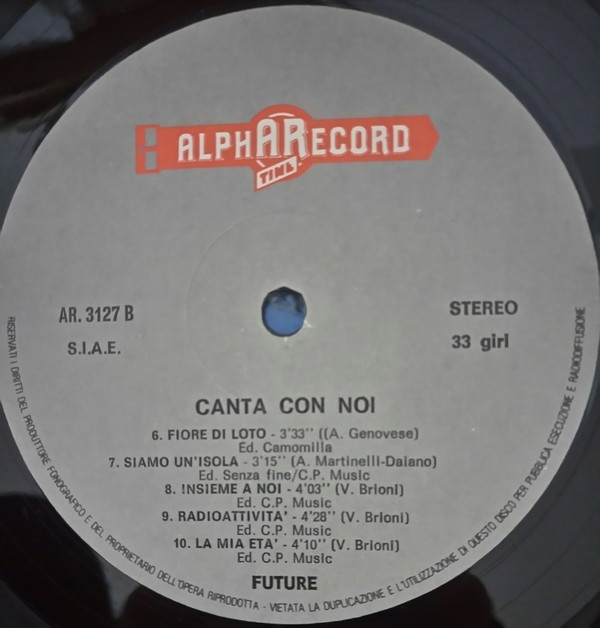 ALPHARECORD
TIML
AR. 3127 B
S.I.A.E.
STEREO
33 girl
CANTA CON NOI
6. FIORE DI LOTO - 3'33'' ((A. Genovese)
Ed. Camomilla
7. SIAMO UN'ISOLA - 3'15'' (A. Martinelli-Daiano)
Ed. Senza fine/C.P. Music
8. INSIEME A NOI - 4'03'' (V. Brioni)
Ed. C.P. Music
9. RADIOATTIVITA' - 4'28'' (V. Brioni)
Ed. C.P. Music
10. LA MIA ETA' - 4'10'' (V. Brioni)
Ed. C.P. Music
FUTURE
RISERVATI I DIRITTI DEL PRODUTTORE FONOGRAFICO E DEL PROPRIETARIO DELL'OPERA RIPRODOTTA - VIETATA LA DUPLICAZIONE E L'UTILIZZAZIONE DI QUESTO DISCO PER PUBBLICA ESECUZIONE E RADIODIFFUSIONE